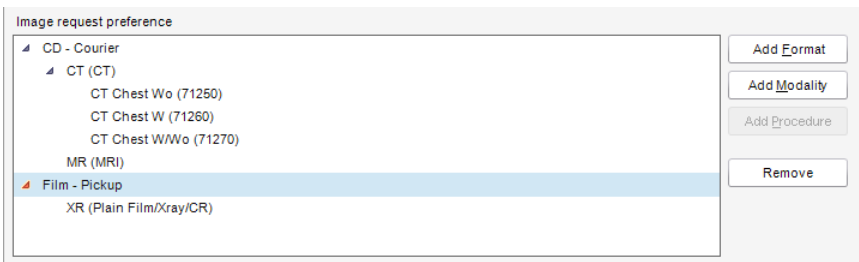 Image request preference
CD - Courier
CT (CT)
CT Chest Wo (71250)
CT Chest W (71260)
CT Chest W/Wo (71270)
MR (MRI)
Film - Pickup
XR (Plain Film/Xray/CR)
Add Format
Add Modality
Add Procedure
Remove